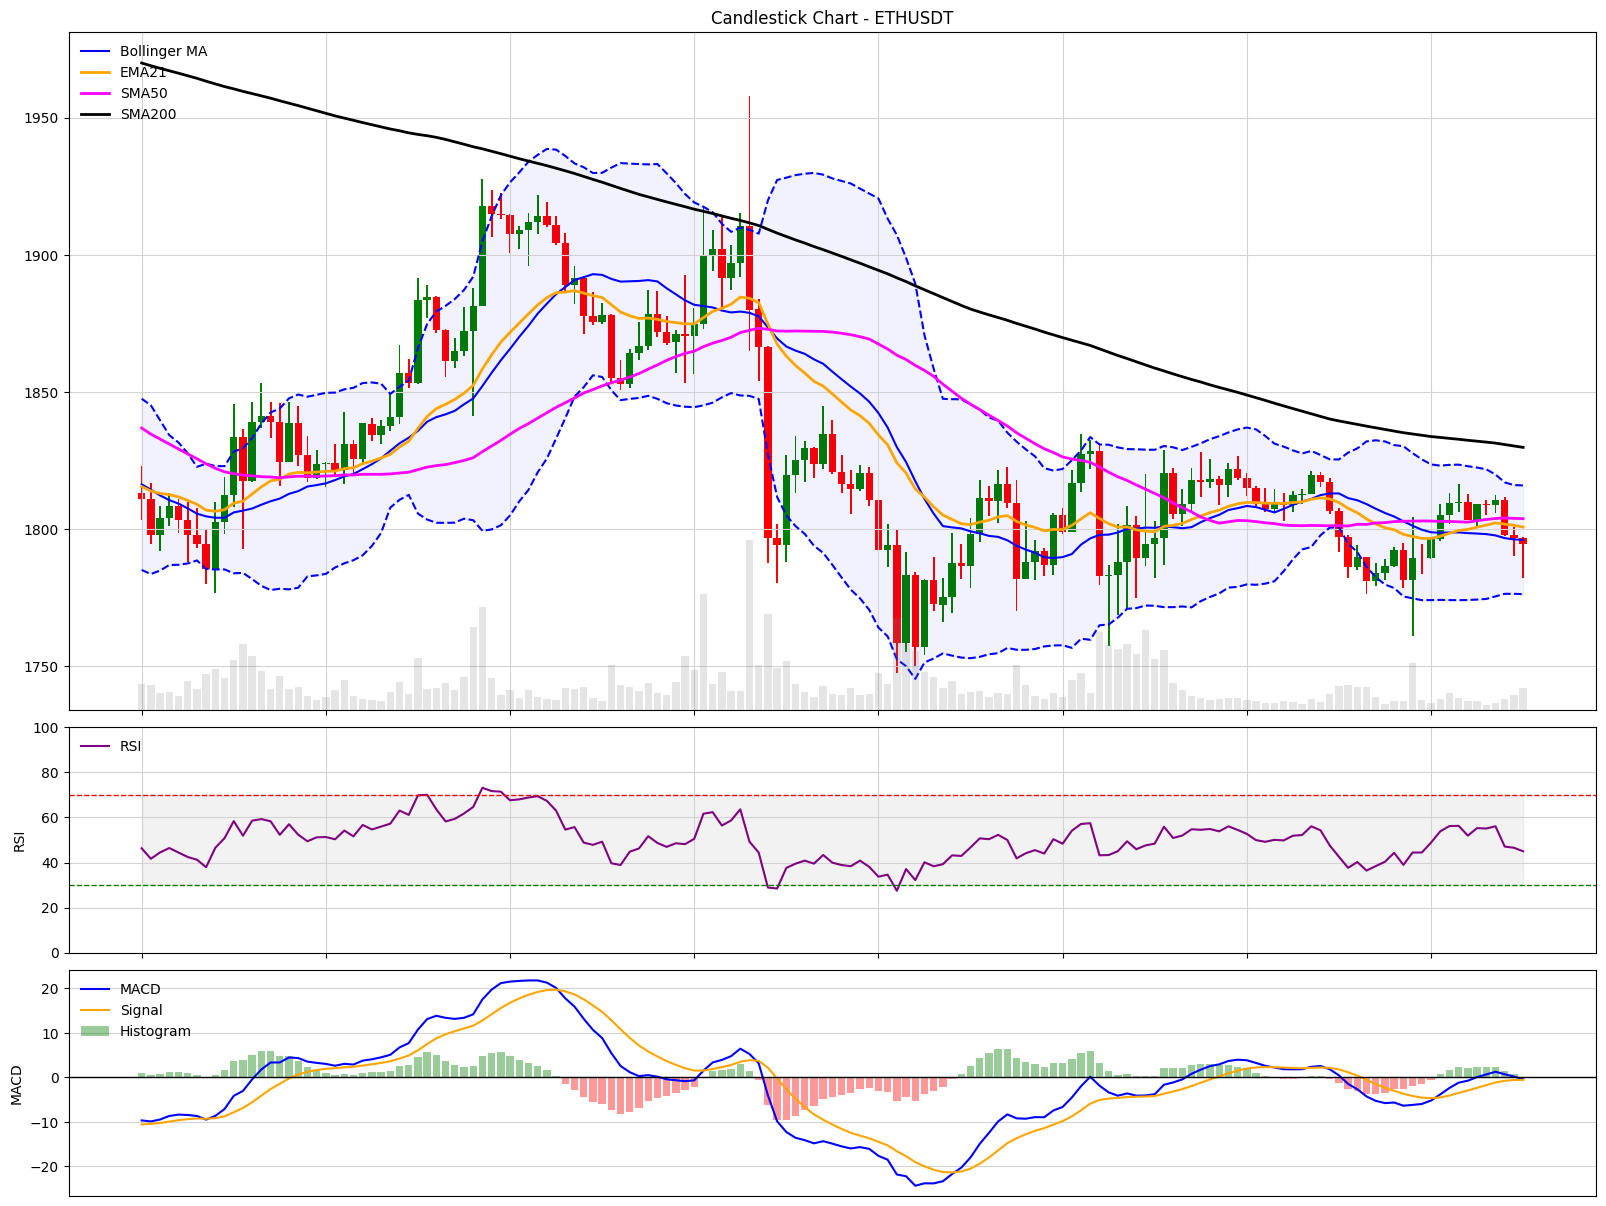 Candlestick Chart - ETHUSDT
Bollinger MA
EMA21
SMA50
SMA200
1950
1900
1850
1800
1750
100
80
60
40
20
0
RSI
RSI
20
10
0
−10
−20
MACD
MACD
Signal
Histogram